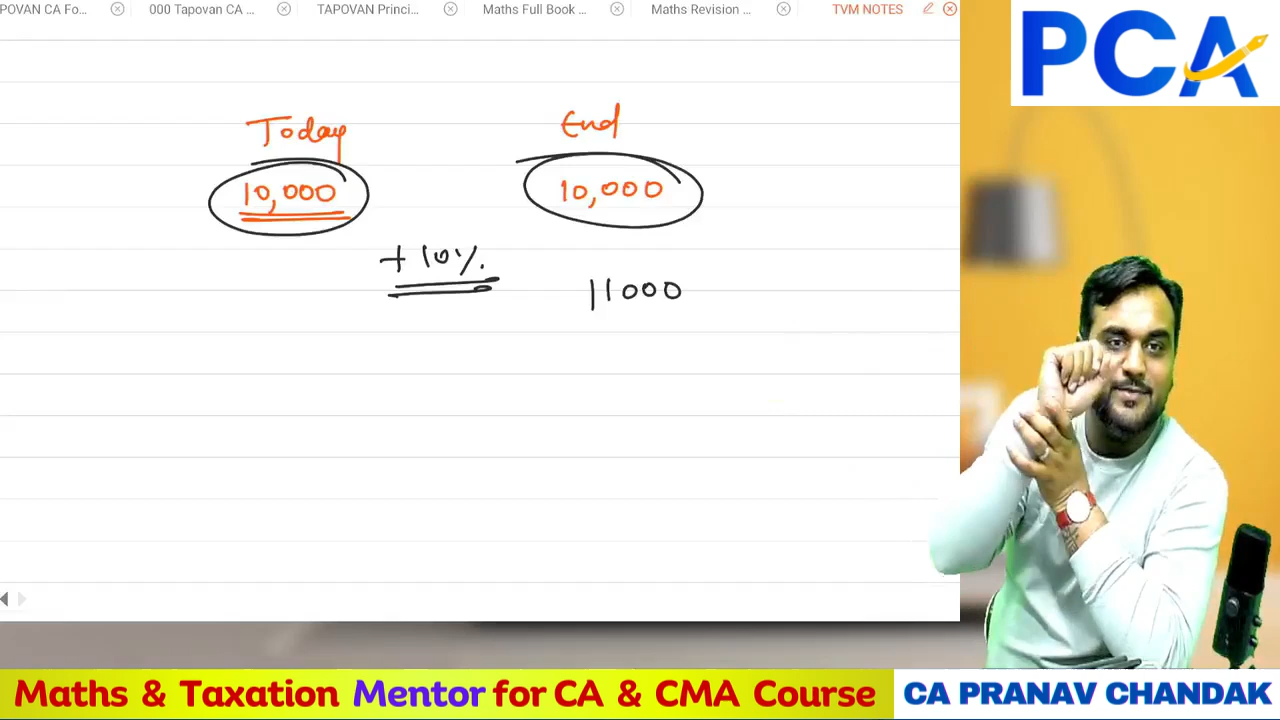 POVAN CA Fo...
000 Tapovan CA ...
TAPOVAN Princi...
Maths Full Book ...
Maths Revision ...
TVM NOTES
PCA
Today
End
10,000
10,000
+ 10%.
11000
Maths & Taxation Mentor for CA & CMA Course
CA PRANAV CHANDAK